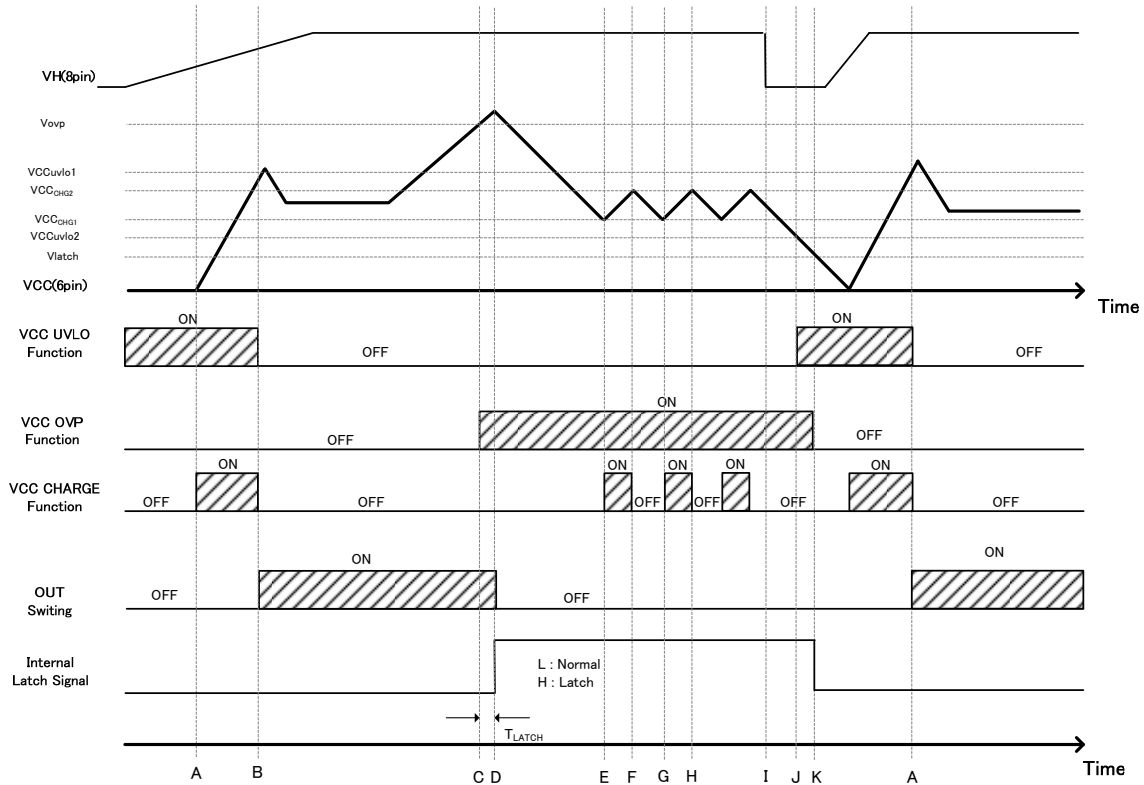 VH(8pin)
Vovp
VCCuvlo1
VCCCHG2
VCCCHG1
VCCuvlo2
Vlatch
VCC(6pin)
Time
VCC UVLO
Function
ON
OFF
ON
OFF
VCC OVP
Function
OFF
ON
OFF
VCC CHARGE
Function
OFF
ON
OFF
ON
OFF
ON
OFF
ON
OFF
ON
OFF
OUT
Switing
OFF
ON
OFF
ON
Internal
Latch Signal
L : Normal
H : Latch
TLATCH
Time
A B C D E F G H I J K A